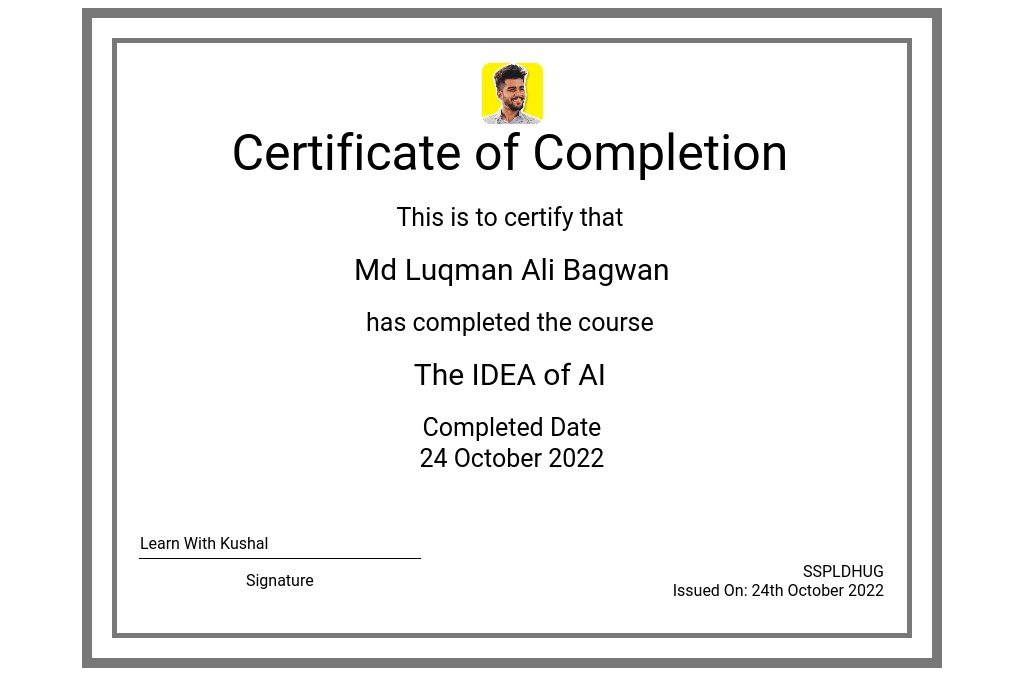 Certificate of Completion
This is to certify that
Md Luqman Ali Bagwan
has completed the course
The IDEA of AI
Completed Date
24 October 2022
Learn With Kushal
Signature
SSPLDHUG
Issued On: 24th October 2022